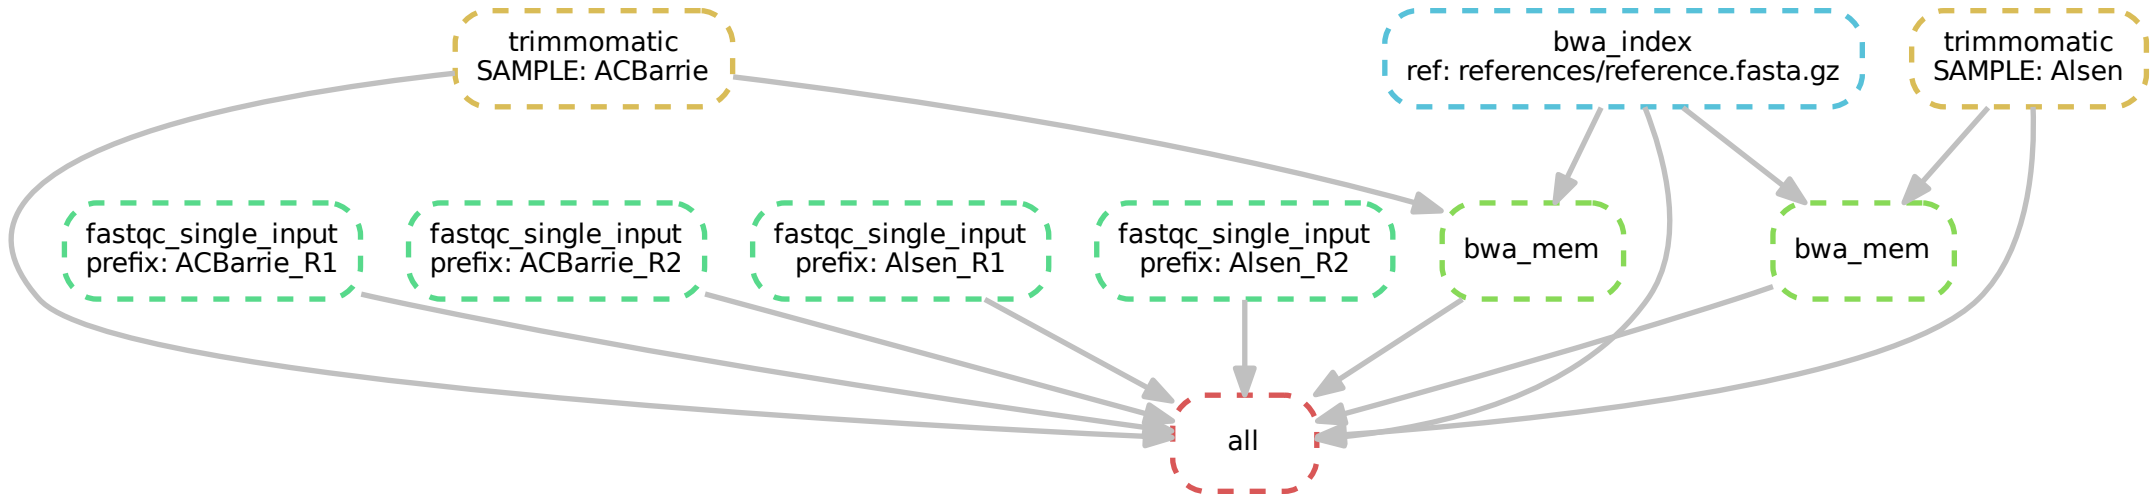 trimmomatic
SAMPLE: ACBarrie
bwa_index
ref: references/reference.fasta.gz
trimmomatic
SAMPLE: Alsen
fastqc_single_input
prefix: ACBarrie_R1
fastqc_single_input
prefix: ACBarrie_R2
fastqc_single_input
prefix: Alsen_R1
fastqc_single_input
prefix: Alsen_R2
bwa_mem
bwa_mem
all